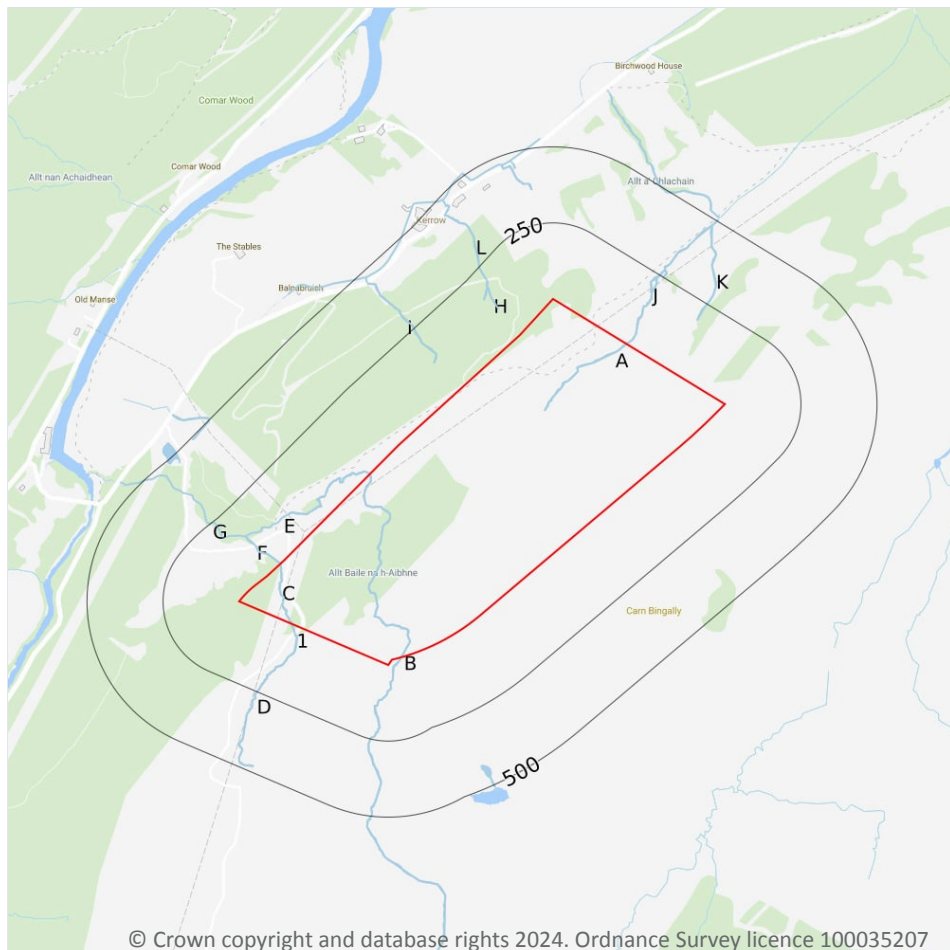 Birchwood House
Comar Wood
Comar Wood
Allt nan Achaidhean
Allt a' Chlachain
Kerrow
250
L
The Stables
Balnabruich
K
J
Old Manse
H
i
A
E
G
F
Allt Baile na h-Aibhne
C
Carn Bingally
1
B
D
500
© Crown copyright and database rights 2024. Ordnance Survey licence 100035207